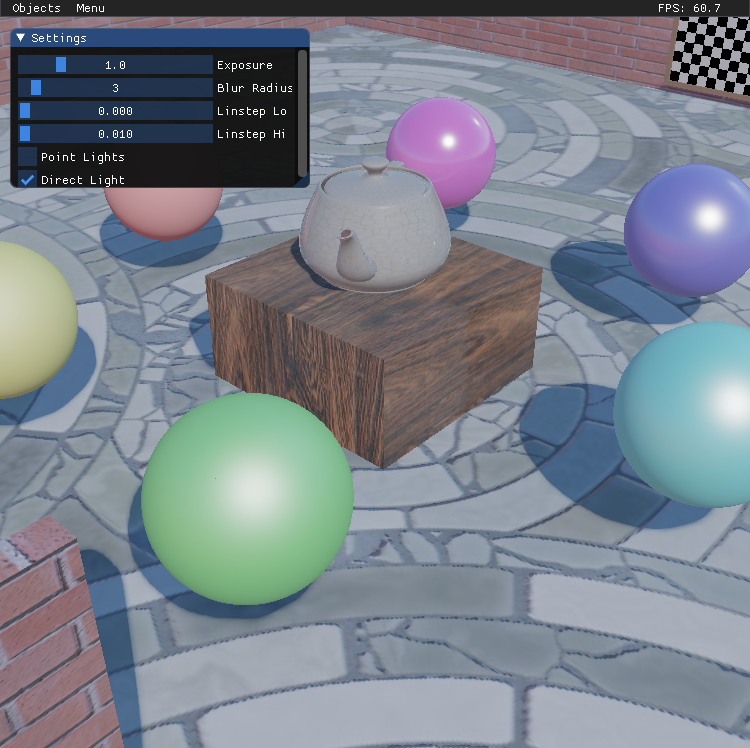 Objects Menu FPS: 60.7
Settings
1.0 Exposure
3 Blur Radius
0.000 Linstep Lo
0.010 Linstep Hi
Point Lights
Direct Light